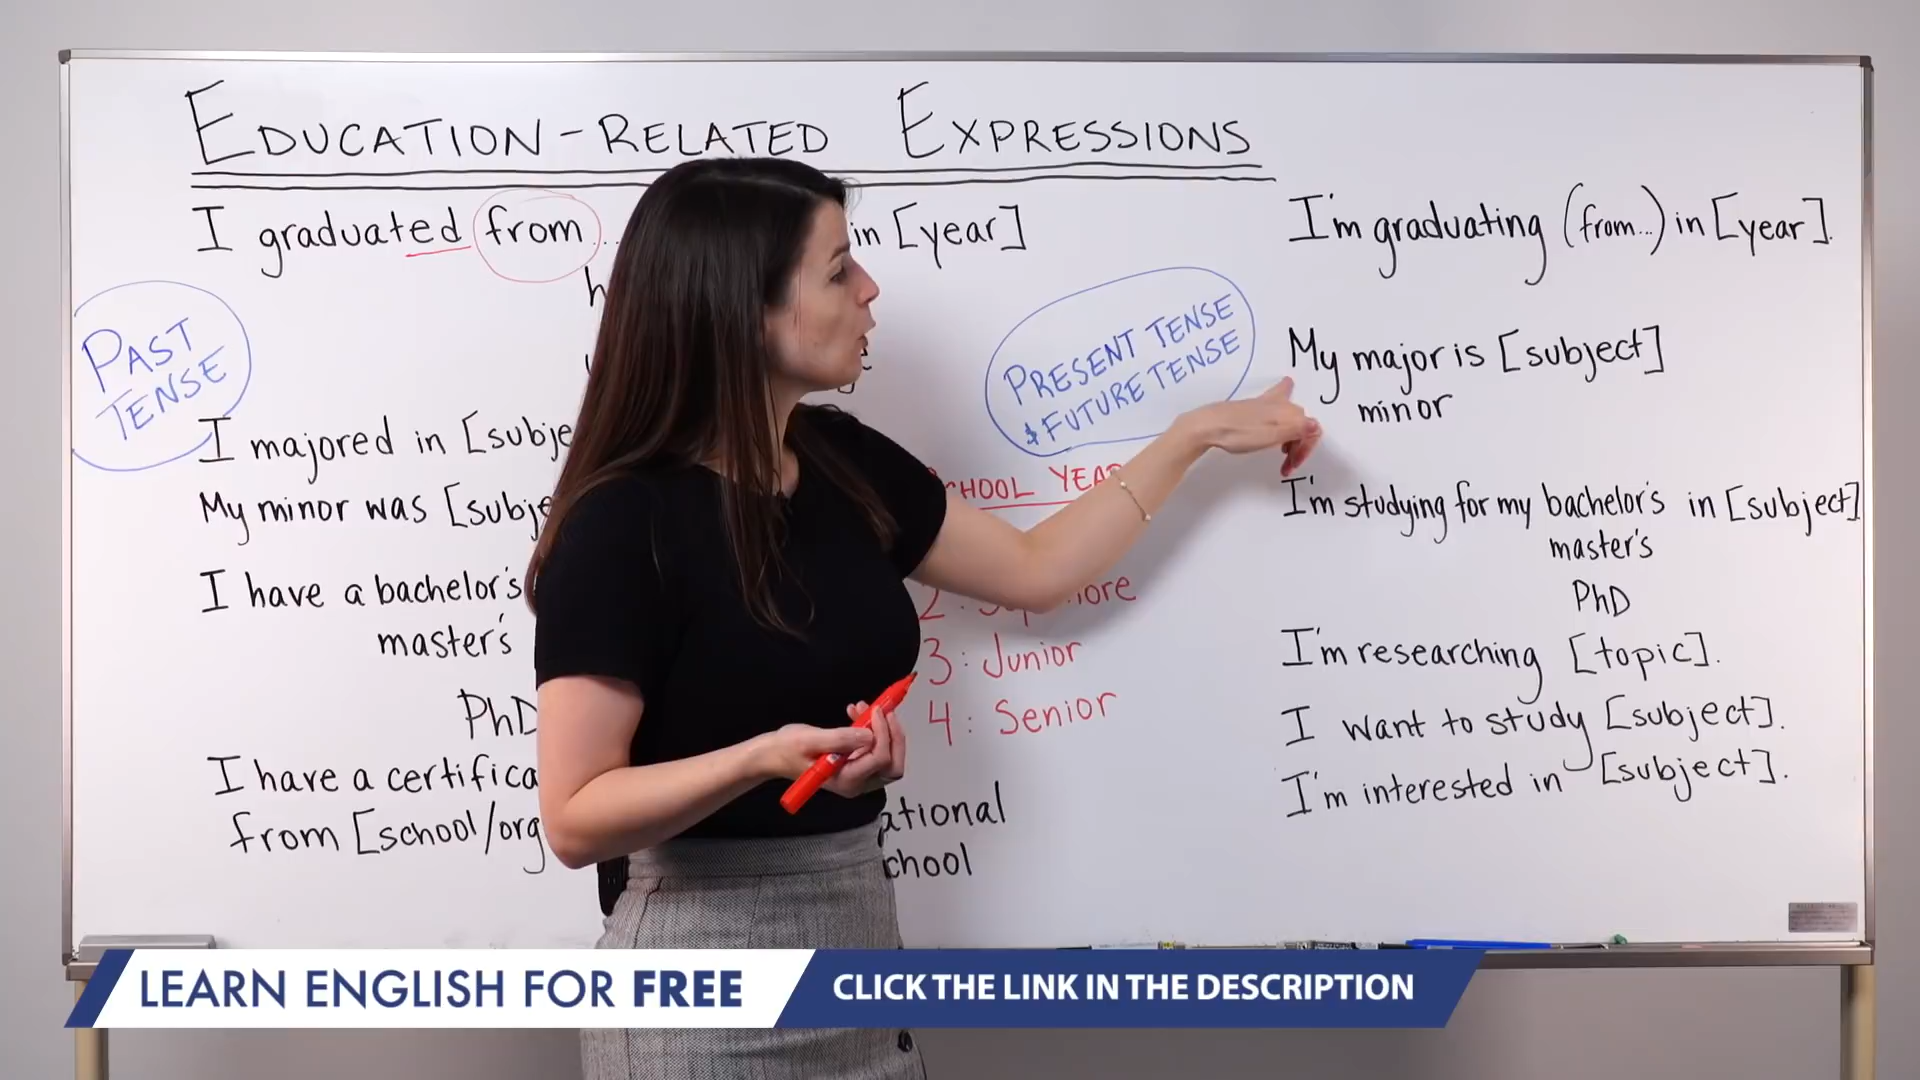 EDUCATION-RELATED EXPRESSIONS
I graduated from... in [year]
PAST
TENSE
I majored in [subje
My minor was [subje
I have a bachelor's
master's
PhD
I have a certifica
from [school/org
PRESENT TENSE
& FUTURE TENSE
CHOOL YEA
2: So ore
3: Junior
4: Senior
ational
chool
I'm graduating (from...) in [year].
My major is [subject]
minor
I'm studying for my bachelor's in [subject]
master's
PhD
I'm researching [topic].
I want to study [subject].
I'm interested in [subject].
LEARN ENGLISH FOR FREE
CLICK THE LINK IN THE DESCRIPTION